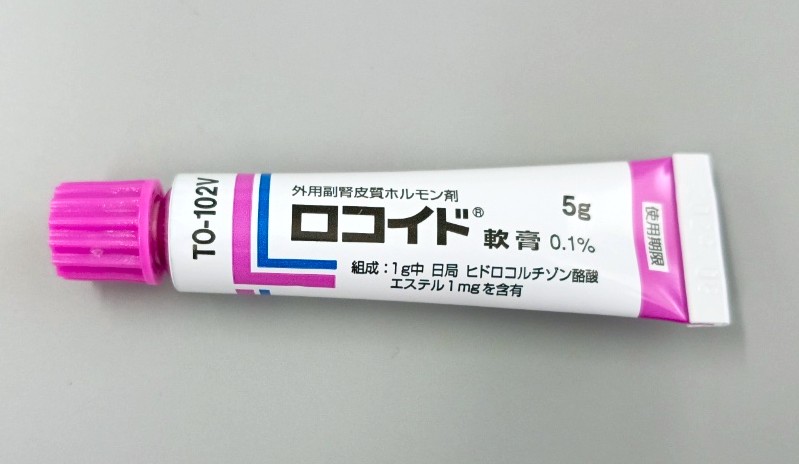 TO-102V
外用副腎皮質ホルモン剤
ロコイド® 軟膏 0.1%
5g
組成:1g中 日局 ヒドロコルチゾン酪酸
エステル1mgを含有
使用期限